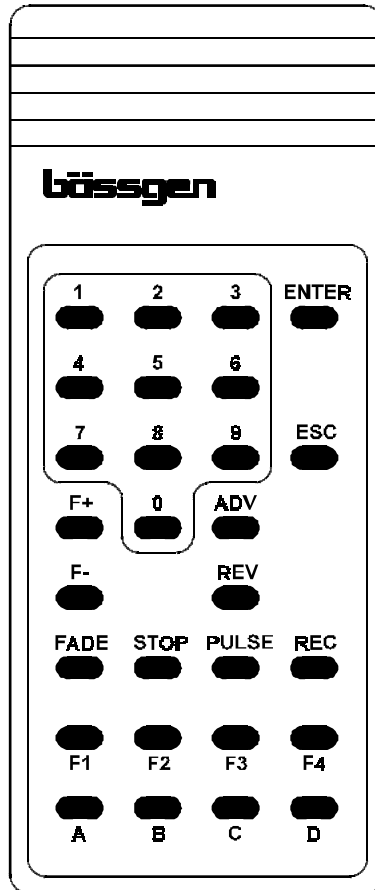 bässgen
1 2 3 ENTER
4 5 6
7 8 9 ESC
F+ 0 ADV
F- REV
FADE STOP PULSE REC
F1 F2 F3 F4
A B C D